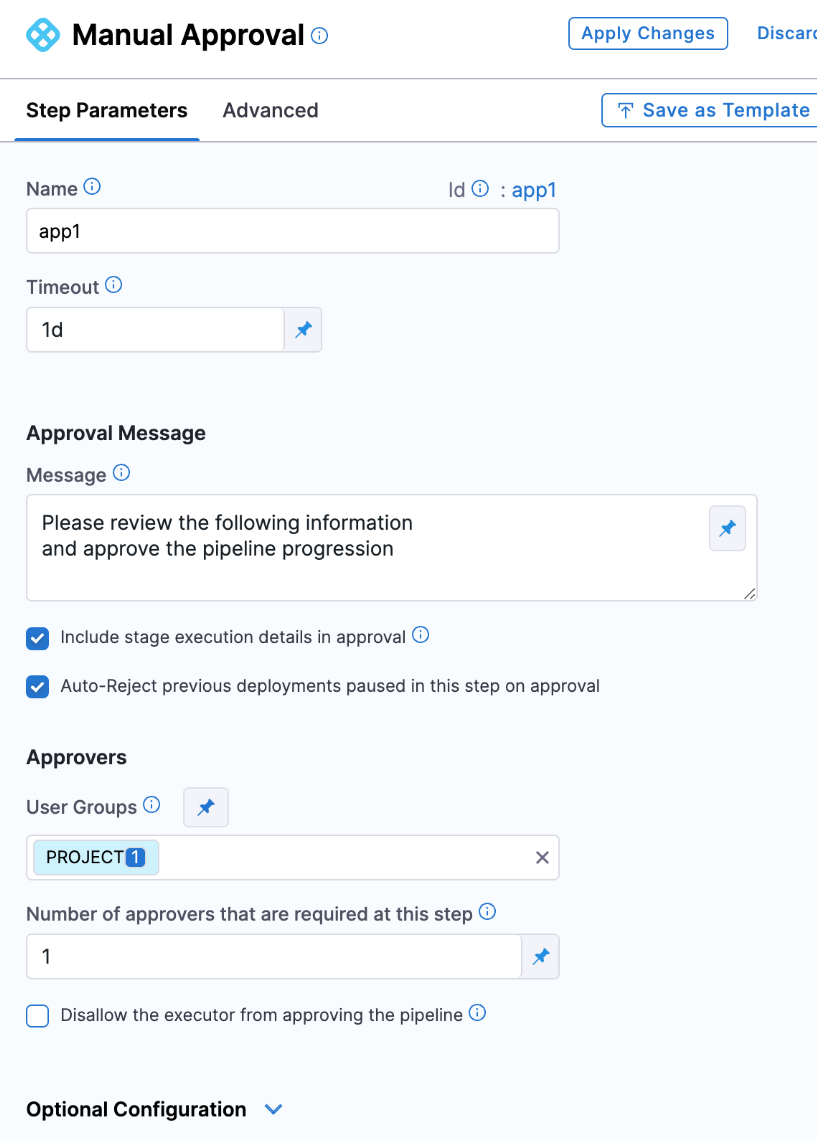 Manual Approval
Apply Changes
Discard
Step Parameters
Advanced
Save as Template
Name
Id : app1
app1
Timeout
1d
Approval Message
Message
Please review the following information
and approve the pipeline progression
Include stage execution details in approval
Auto-Reject previous deployments paused in this step on approval
Approvers
User Groups
PROJECT 1
Number of approvers that are required at this step
1
Disallow the executor from approving the pipeline
Optional Configuration